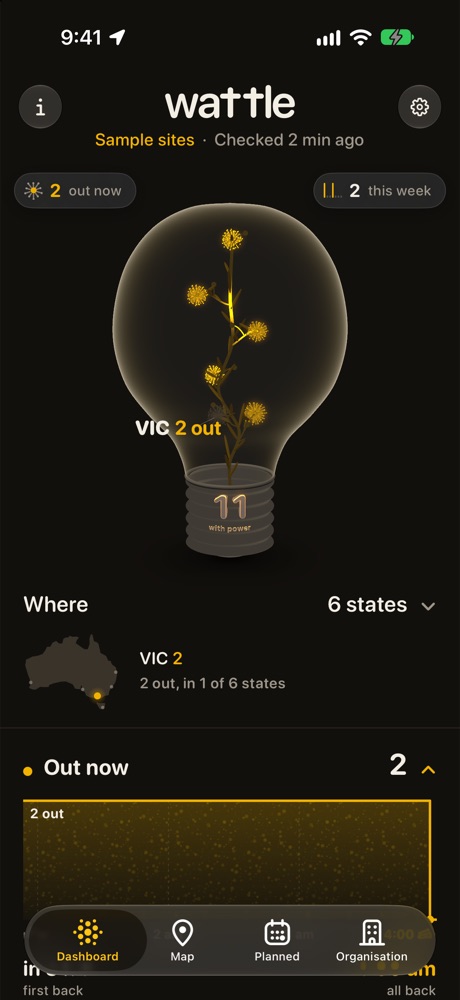 9:41
wattle
Sample sites · Checked 2 min ago
2 out now
2 this week
VIC 2 out
11
with power
Where
6 states
VIC 2
2 out, in 1 of 6 states
Out now
2
2 out
Dashboard
Map
Planned
Organisation
first back
all back